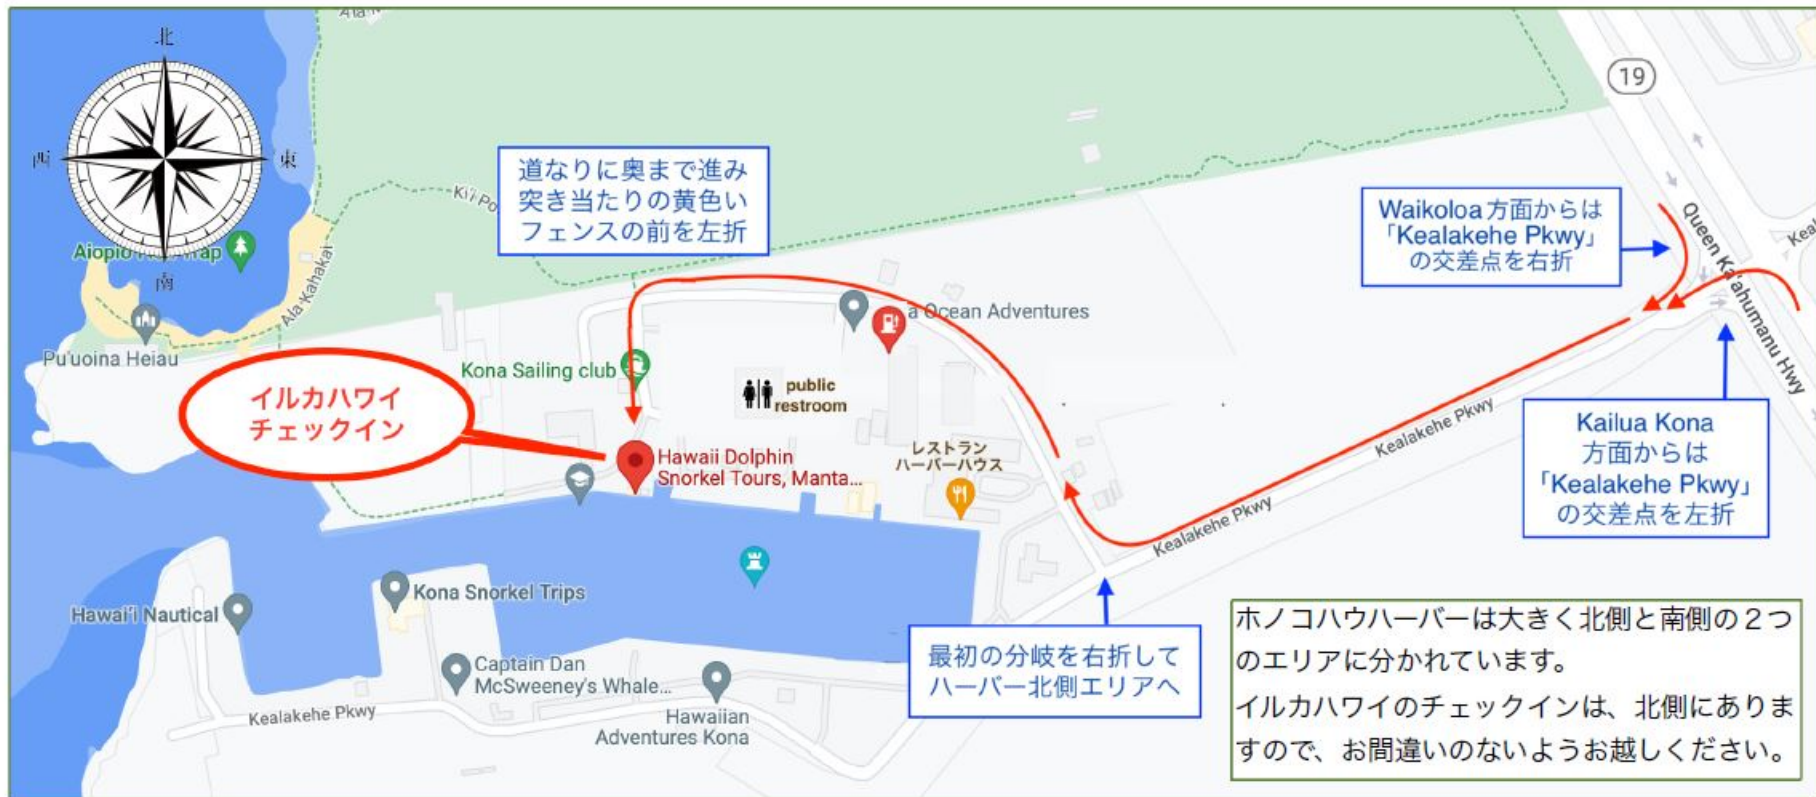 北
西
東
南
Ala-
19
道なりに奥まで進み
突き当たりの黄色い
フェンスの前を左折
Waikoloa 方面からは
「Kealakehe Pkwy」
の交差点を右折
Queen Ka'ahumanu Hwy
Keal
Ki'i Po
Aiopio
rap
Ala-Kahakai
Pu'uoina Heiau
a Ocean Adventures
Kona Sailing club
public
restroom
イルカハワイ
チェックイン
Hawaii Dolphin
Snorkel Tours, Manta...
レストラン
ハーバーハウス
Kealakehe Pkwy
Kealakehe Pkwy
Kailua Kona
方面からは
「Kealakehe Pkwy」
の交差点を左折
Hawai'i Nautical
Kona Snorkel Trips
Captain Dan
McSweeney's Whale...
Hawaiian
Adventures Kona
Kealakehe Pkwy
最初の分岐を右折して
ハーバー北側エリアへ
ホノコハウハーバーは大きく北側と南側の２つ
のエリアに分かれています。
イルカハワイのチェックインは、北側にありま
すので、お間違いのないようお越しください。